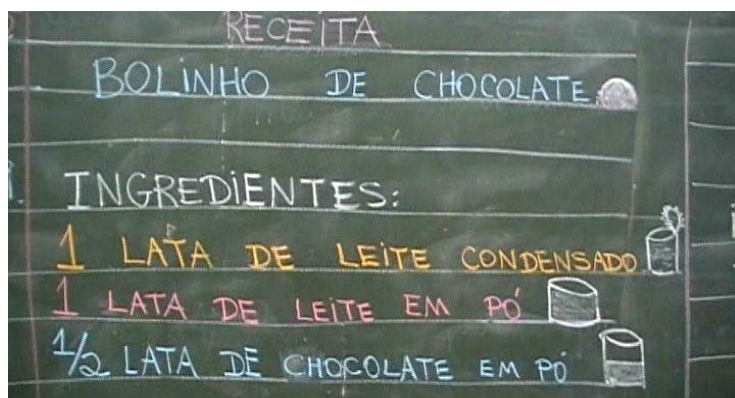 RECEITA
BOLINHO DE CHOCOLATE
INGREDIENTES:
1 LATA DE LEITE CONDENSADO
1 LATA DE LEITE EM PÓ
1/2 LATA DE CHOCOLATE EM PÓ